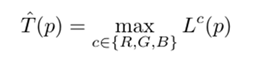 T̂(p) = max_{c∈{R,G,B}} L^c(p)